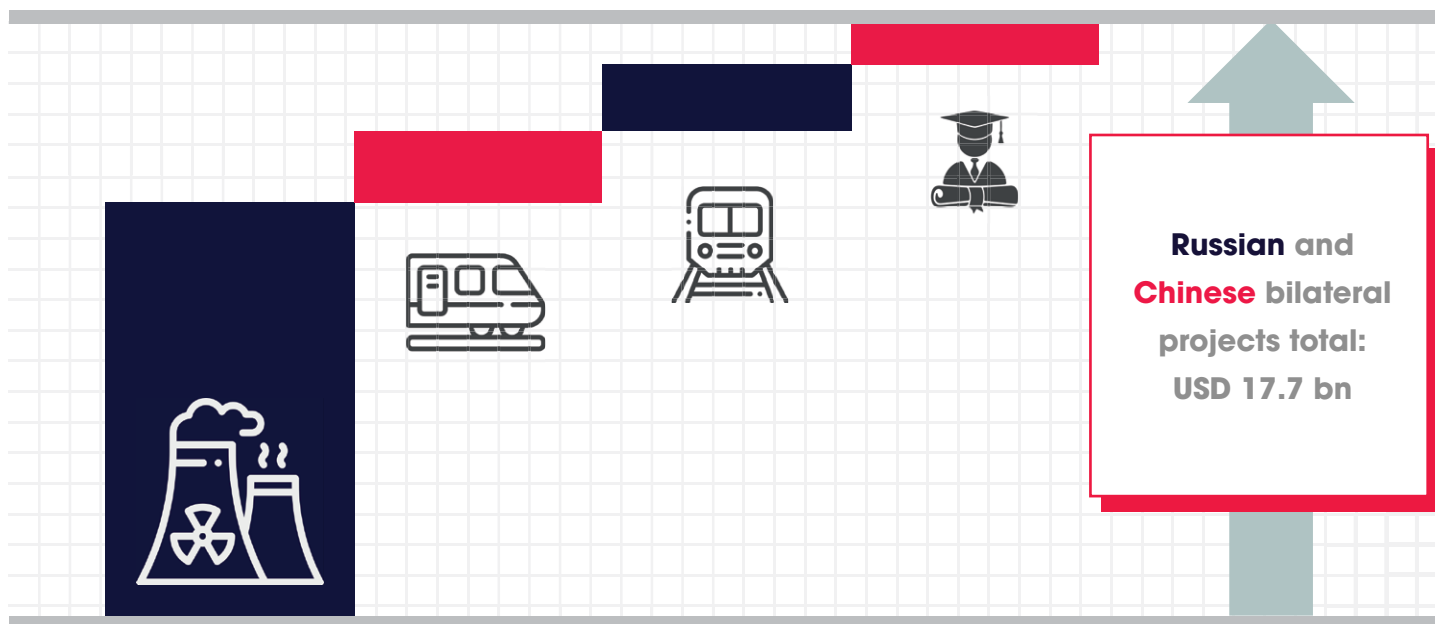 Russian and
Chinese bilateral
projects total:
USD 17.7 bn